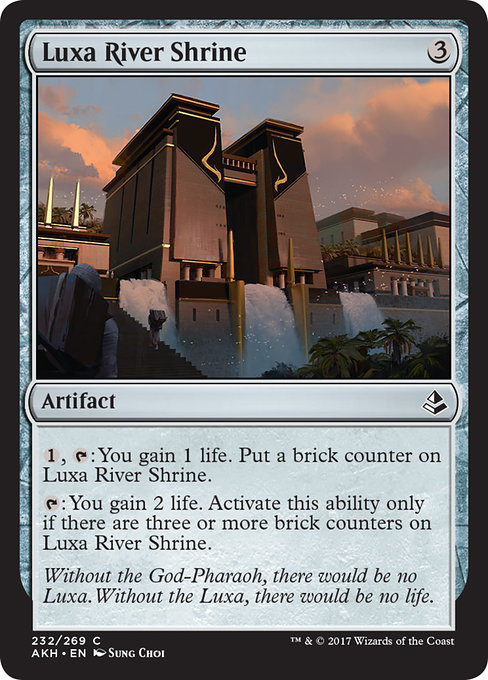 Luxa River Shrine 3
Artifact
1, :You gain 1 life. Put a brick counter on
Luxa River Shrine.
:You gain 2 life. Activate this ability only
if there are three or more brick counters on
Luxa River Shrine.
Without the God-Pharaoh, there would be no
Luxa.Without the Luxa, there would be no life.
232/269 C
™ & © 2017 Wizards of the Coast
AKH • EN Sung Choi